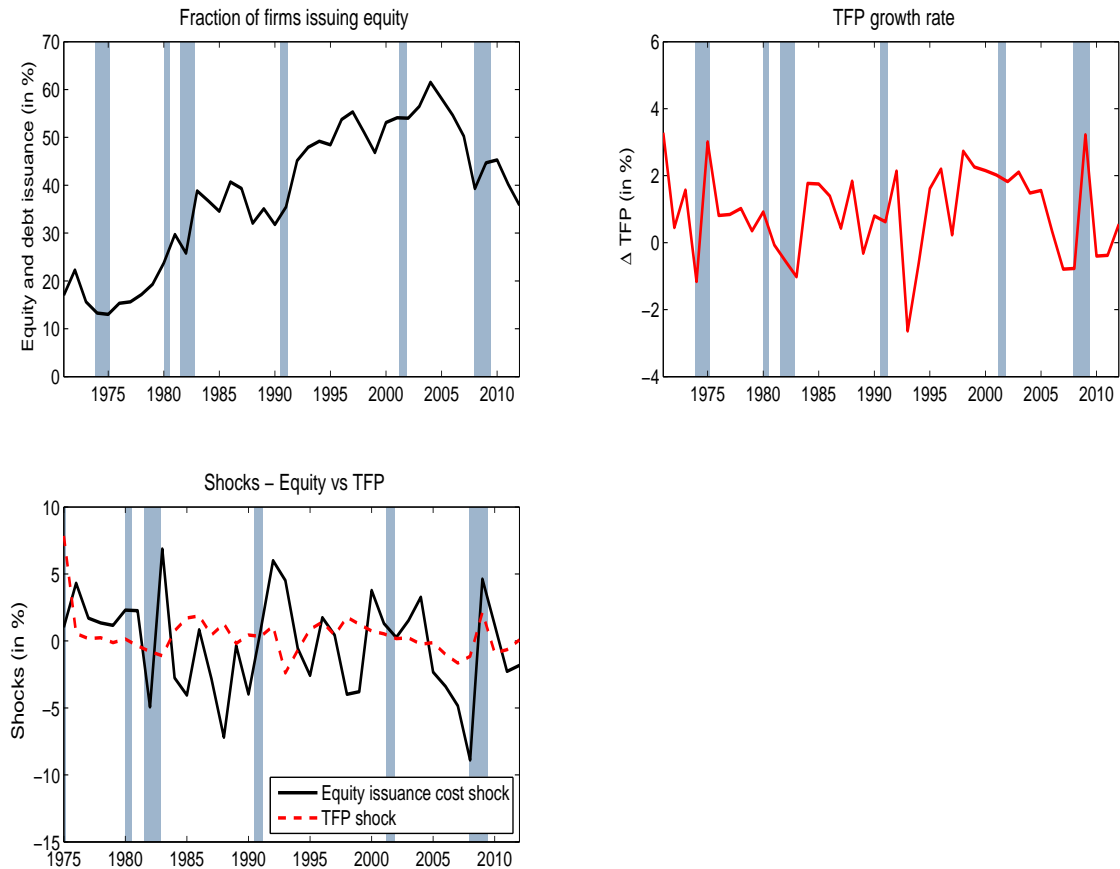 Fraction of firms issuing equity
Equity and debt issuance (in %)
70
60
50
40
30
20
10
0
1975 1980 1985 1990 1995 2000 2005 2010
TFP growth rate
Δ TFP (in %)
6
4
2
0
−2
−4
1975 1980 1985 1990 1995 2000 2005 2010
Shocks − Equity vs TFP
Shocks (in %)
10
5
0
−5
−10
−15
1975 1980 1985 1990 1995 2000 2005 2010
Equity issuance cost shock
TFP shock